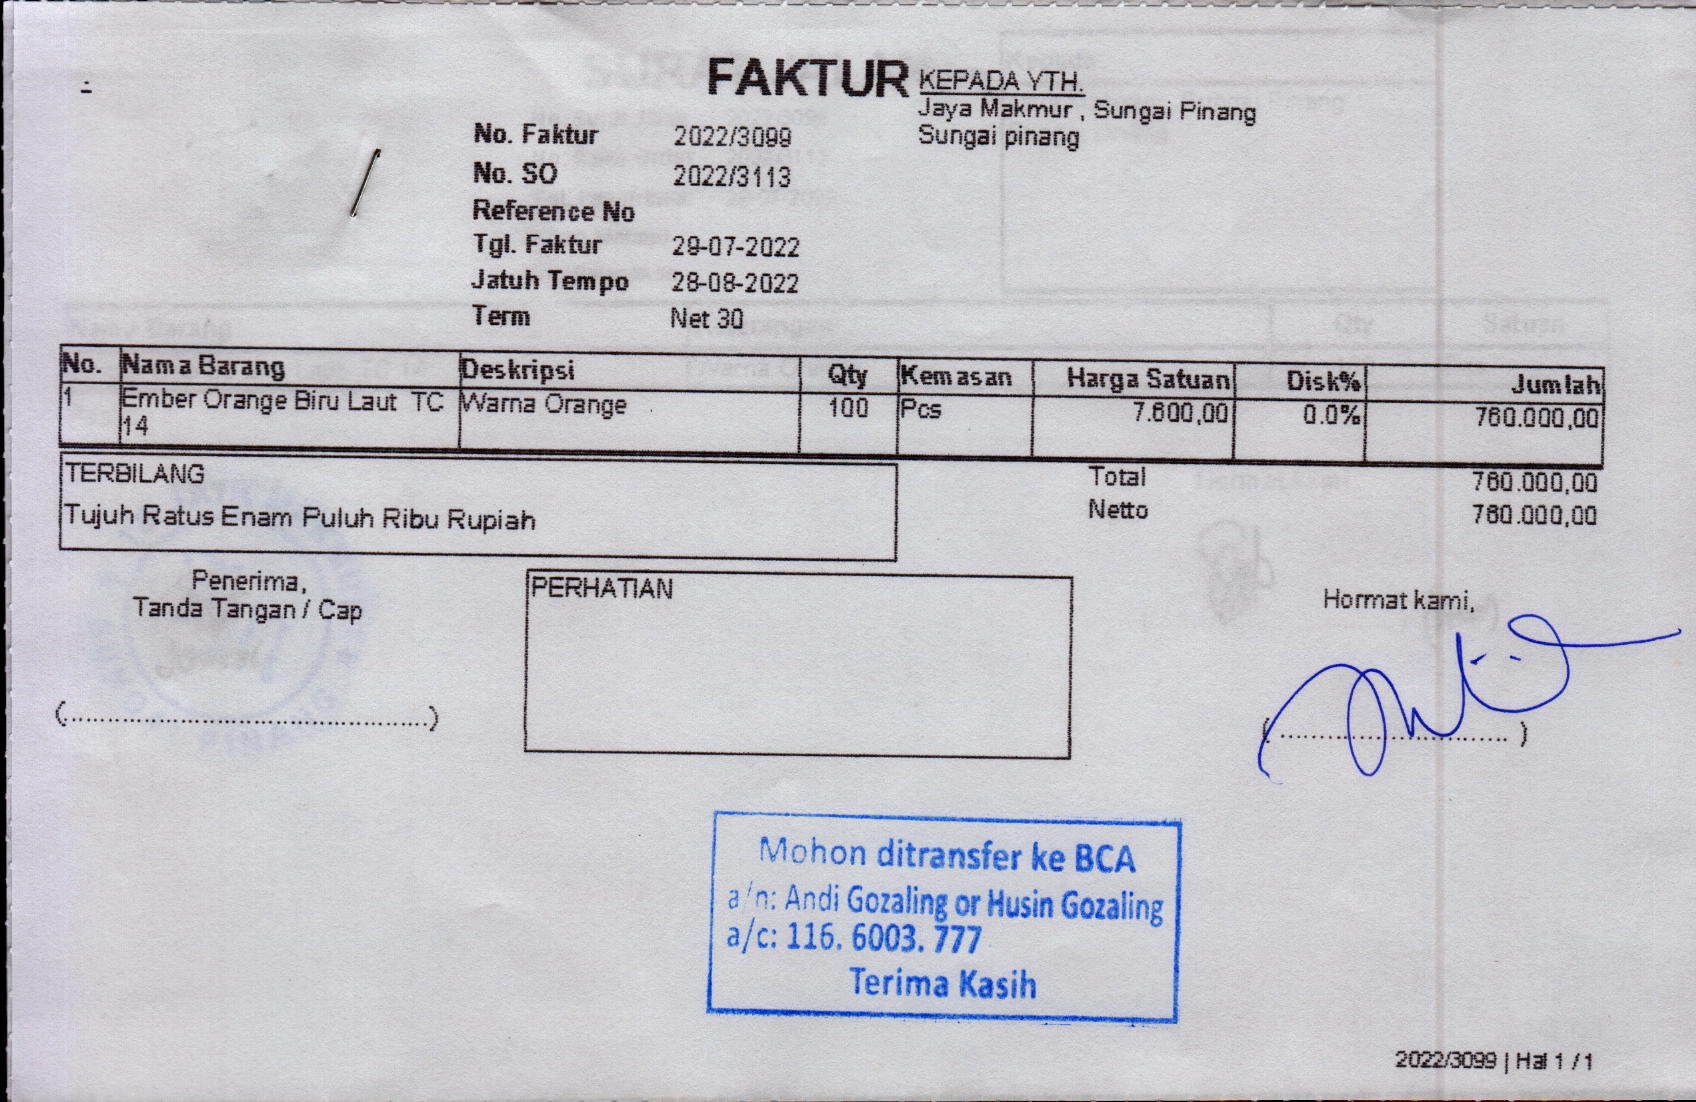 FAKTUR
KEPADA YTH.
Jaya Makmur , Sungai Pinang
Sungai pinang
No. Faktur 2022/3099
No. SO 2022/3113
Reference No
Tgl. Faktur 29-07-2022
Jatuh Tempo 28-08-2022
Term Net 30
No. Nama Barang Deskripsi Qty Kemasan Harga Satuan Disk% Jumlah
1 Ember Orange Biru Laut TC Warna Orange 100 Pcs 7.600,00 0.0% 760.000,00
14
TERBILANG
Tujuh Ratus Enam Puluh Ribu Rupiah
Total 760.000,00
Netto 760.000,00
Penerima,
Tanda Tangan / Cap
PERHATIAN
Hormat kami,
(..................................................)
(..................................)
Mohon ditransfer ke BCA
a/n: Andi Gozaling or Husin Gozaling
a/c: 116. 6003. 777
Terima Kasih
2022/3099 | Hal 1 / 1